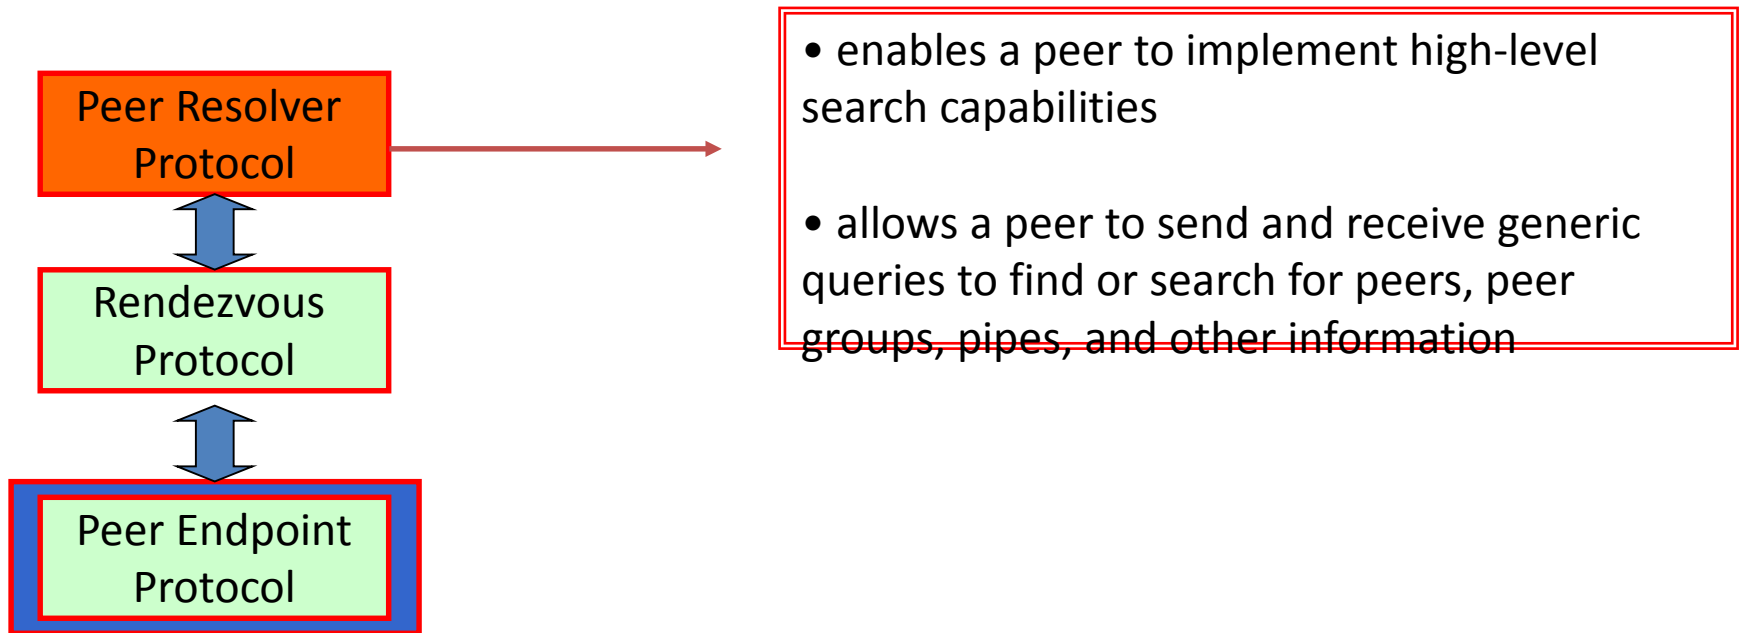 Peer Resolver
Protocol
• enables a peer to implement high-level
search capabilities
• allows a peer to send and receive generic
queries to find or search for peers, peer
groups, pipes, and other information
Rendezvous
Protocol
Peer Endpoint
Protocol